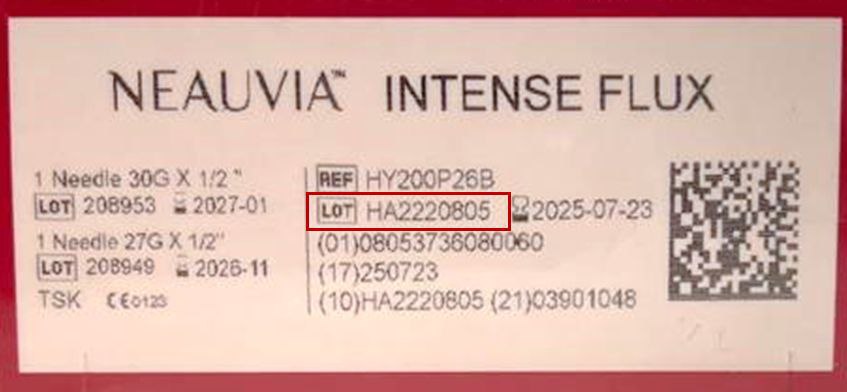 NEAUVIA™ INTENSE FLUX
1 Needle 30G X 1/2"
LOT 208953 2027-01
1 Needle 27G X 1/2"
LOT 208949 2026-11
TSK CE0123
REF HY200P26B
LOT HA2220805 2025-07-23
(01)08053736080060
(17)250723
(10)HA2220805 (21)03901048